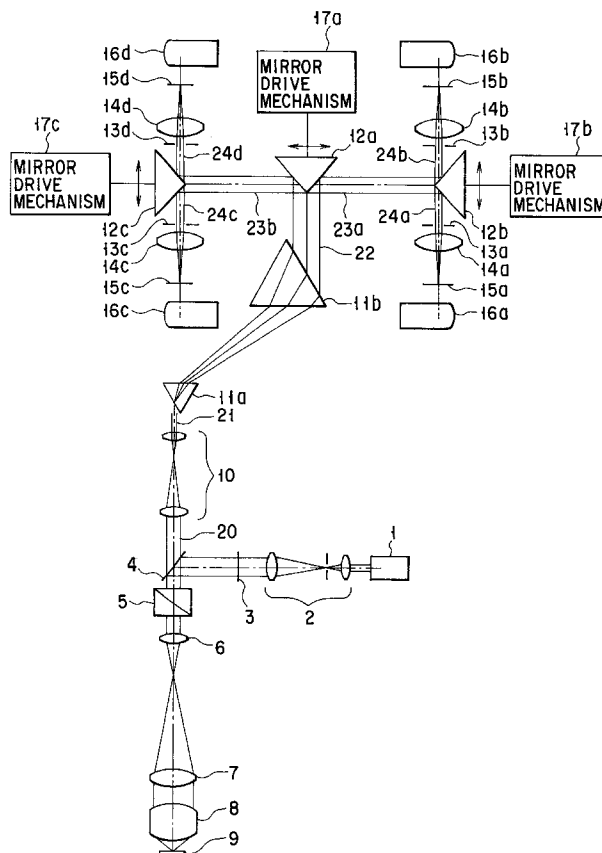 17a
16d
16b
MIRROR
DRIVE
MECHANISM
15d
15b
17c
14d
14b
17b
13d
12a
13b
MIRROR
DRIVE
MECHANISM
24d
24b
MIRROR
DRIVE
MECHANISM
12c
24c
23b
23a
24a
12b
13c
13a
14c
22
14a
15c
15a
16c
11b
16a
11a
21
10
20
1
4
5
3
2
6
7
8
9